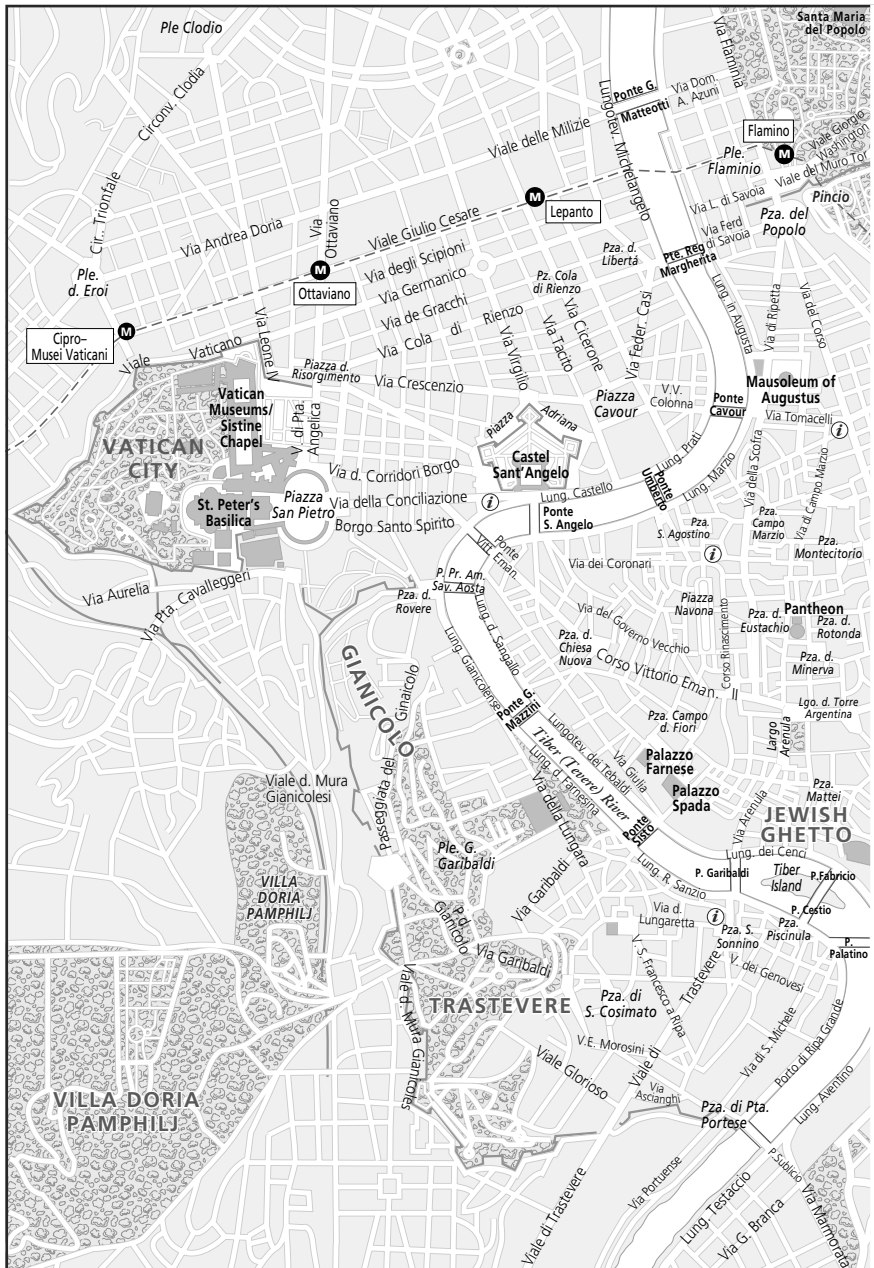 Santa Maria
del Popolo
Ple Clodio
Via Flaminia
Circonv. Clodia
Ponte G.
Matteotti
Via Dom.
A. Azuni
Lungotev. Michelangelo
Flamino
M
Viale Giorgio
Washington
Viale delle Milizie
Ple.
Flaminio
Viale del Muro Tor.
Cir. Trionfale
M
Lepanto
Via L. di Savoia
Pincio
Via Andrea Doria
Via
Ottaviano
Viale Giulio Cesare
Pza. del
Popolo
Via Ferd
di Savoia
Pza. d.
Libertá
Pte. Reg
Margherita
Ple.
d. Eroi
M
Ottaviano
Via degli Scipioni
Via Germanico
Pz. Cola
di Rienzo
Via de Gracchi
Via Cola di Rienzo
Via Cicerone
Via Tacito
Via Virgilio
Via Feder. Casi
Lung. in Augusta
Via di Ripetta
Via del Corso
M
Cipro–
Musei Vaticani
Viale Vaticano
Via Leone IV
Piazza d.
Risorgimento
Via Crescenzio
Piazza
Cavour
V.V.
Colonna
Ponte
Cavour
Mausoleum of
Augustus
Via Tomacelli
i
Vatican
Museums/
Sistine
Chapel
V. di Pta.
Angelica
Piazza Adriana
VATICAN
CITY
Castel
Sant'Angelo
Lung. Prati
Via d. Corridori Borgo
Via della Conciliazione
Borgo Santo Spirito
i
Lung. Castello
Ponte
Umberto
Lung. Marzio
Via della Scofra
Via di Campo Marzio
St. Peter's
Basilica
Piazza
San Pietro
Ponte
S. Angelo
Pza.
S. Agostino
Pza.
Campo
Marzio
Pza.
Montecitorio
Ponte
Vitt. Eman.
i
Via dei Coronari
Via Aurelia
Via Pta. Cavalleggeri
P. Pr. Am.
Sav. Aosta
Pza. d.
Rovere
Piazza
Navona
Pza. d.
Eustachio
Pantheon
Pza. d.
Rotonda
Via del Governo Vecchio
Pza. d.
Chiesa
Nuova
Corso Rinascimento
Lung. d. Sangallo
Lung. Gianicolense
Corso Vittorio Eman. II
Pza. d.
Minerva
GIANICOLO
Passeggiata del Ginaicolo
Ponte G.
Mazzini
Lgo. d. Torre
Argentina
Pza. Campo
d. Fiori
Largo
Arenula
Lungotev. dei Tebaldi
Tiber (Tevere) River
Lung. d. Farnesina
Via Giulia
Palazzo
Farnese
Palazzo
Spada
Viale d. Mura
Gianicolesi
Via della Lungara
Pza.
Mattei
Via Arenula
JEWISH
GHETTO
Ponte
Sisto
Lung. dei Cenci
Ple. G.
Garibaldi
Via Garibaldi
Lung. R. Sanzio
P. Garibaldi
Tiber
Island
P.Fabricio
P. Cestio
VILLA
DORIA
PAMPHILJ
P.d.
Gianicolo
Via d.
Lungaretta
i
Pza. S.
Sonnino
Pza.
Piscinula
P.
Palatino
Via Garibaldi
V. S. Francesco a Ripa
V. dei Genovesi
TRASTEVERE
Pza. di
S. Cosimato
Viale di Trastevere
Viale d. Mura Gianicoles
V.E. Morosini
Via di S. Michele
Porto di Ripa Grande
Viale Glorioso
Via
Ascianghi
Lung. Aventino
VILLA DORIA
PAMPHILJ
Pza. di Pta.
Portese
P.Sublicio
Via Portuense
Lung. Testaccio
Via Marmorata
Viale di Trastevere
Via G. Branca